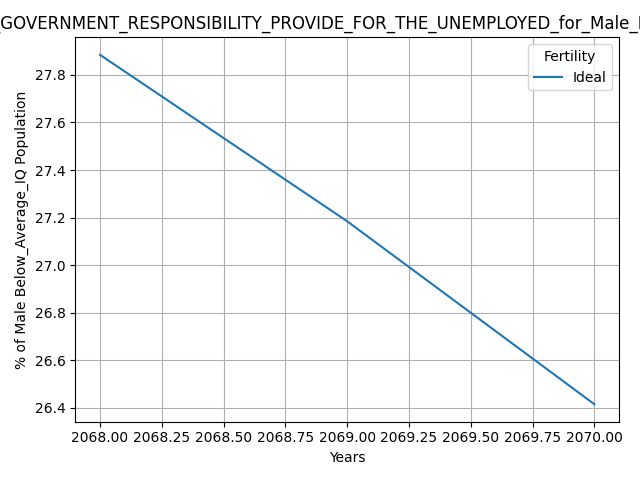 _GOVERNMENT_RESPONSIBILITY_PROVIDE_FOR_THE_UNEMPLOYED_for_Male_
Fertility
Ideal
% of Male Below_Average_IQ Population
27.8
27.6
27.4
27.2
27.0
26.8
26.6
26.4
2068.00 2068.25 2068.50 2068.75 2069.00 2069.25 2069.50 2069.75 2070.00
Years